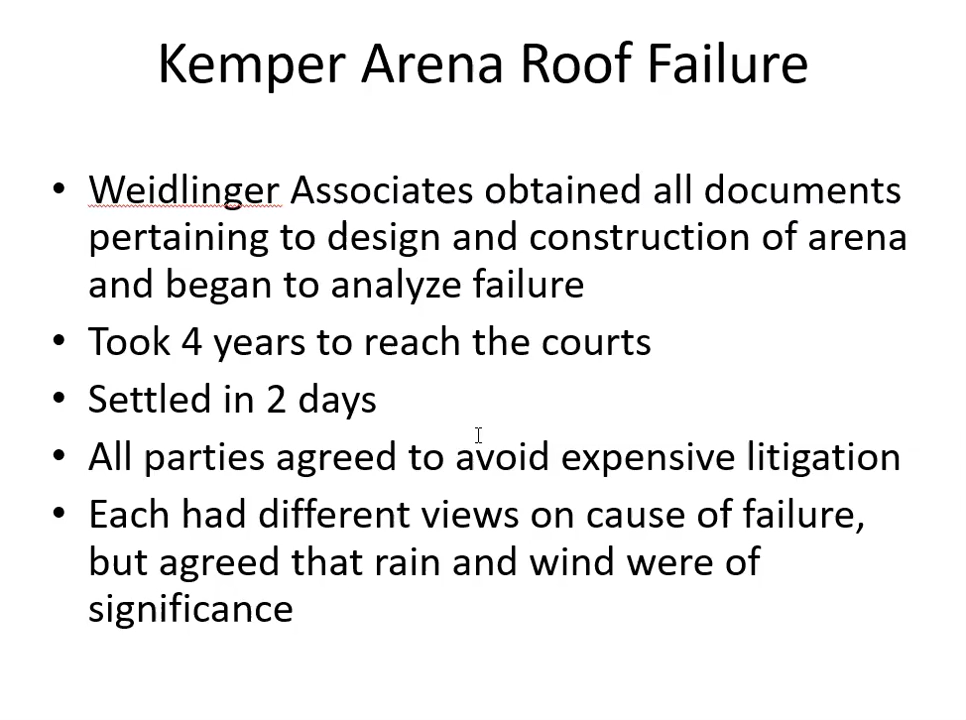 Kemper Arena Roof Failure
• Weidlinger Associates obtained all documents
pertaining to design and construction of arena
and began to analyze failure
• Took 4 years to reach the courts
• Settled in 2 days
• All parties agreed to avoid expensive litigation
• Each had different views on cause of failure,
but agreed that rain and wind were of
significance